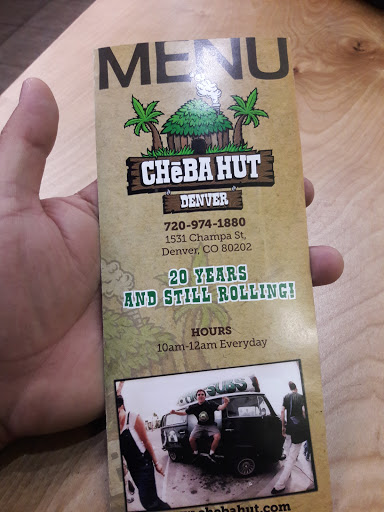 MENU
CHēBA HUT
DENVER
720-974-1880
1531 Champa St,
Denver, CO 80202
20 YEARS
AND STILL ROLLING!
HOURS
10am-12am Everyday
SUBS
chebahut.com